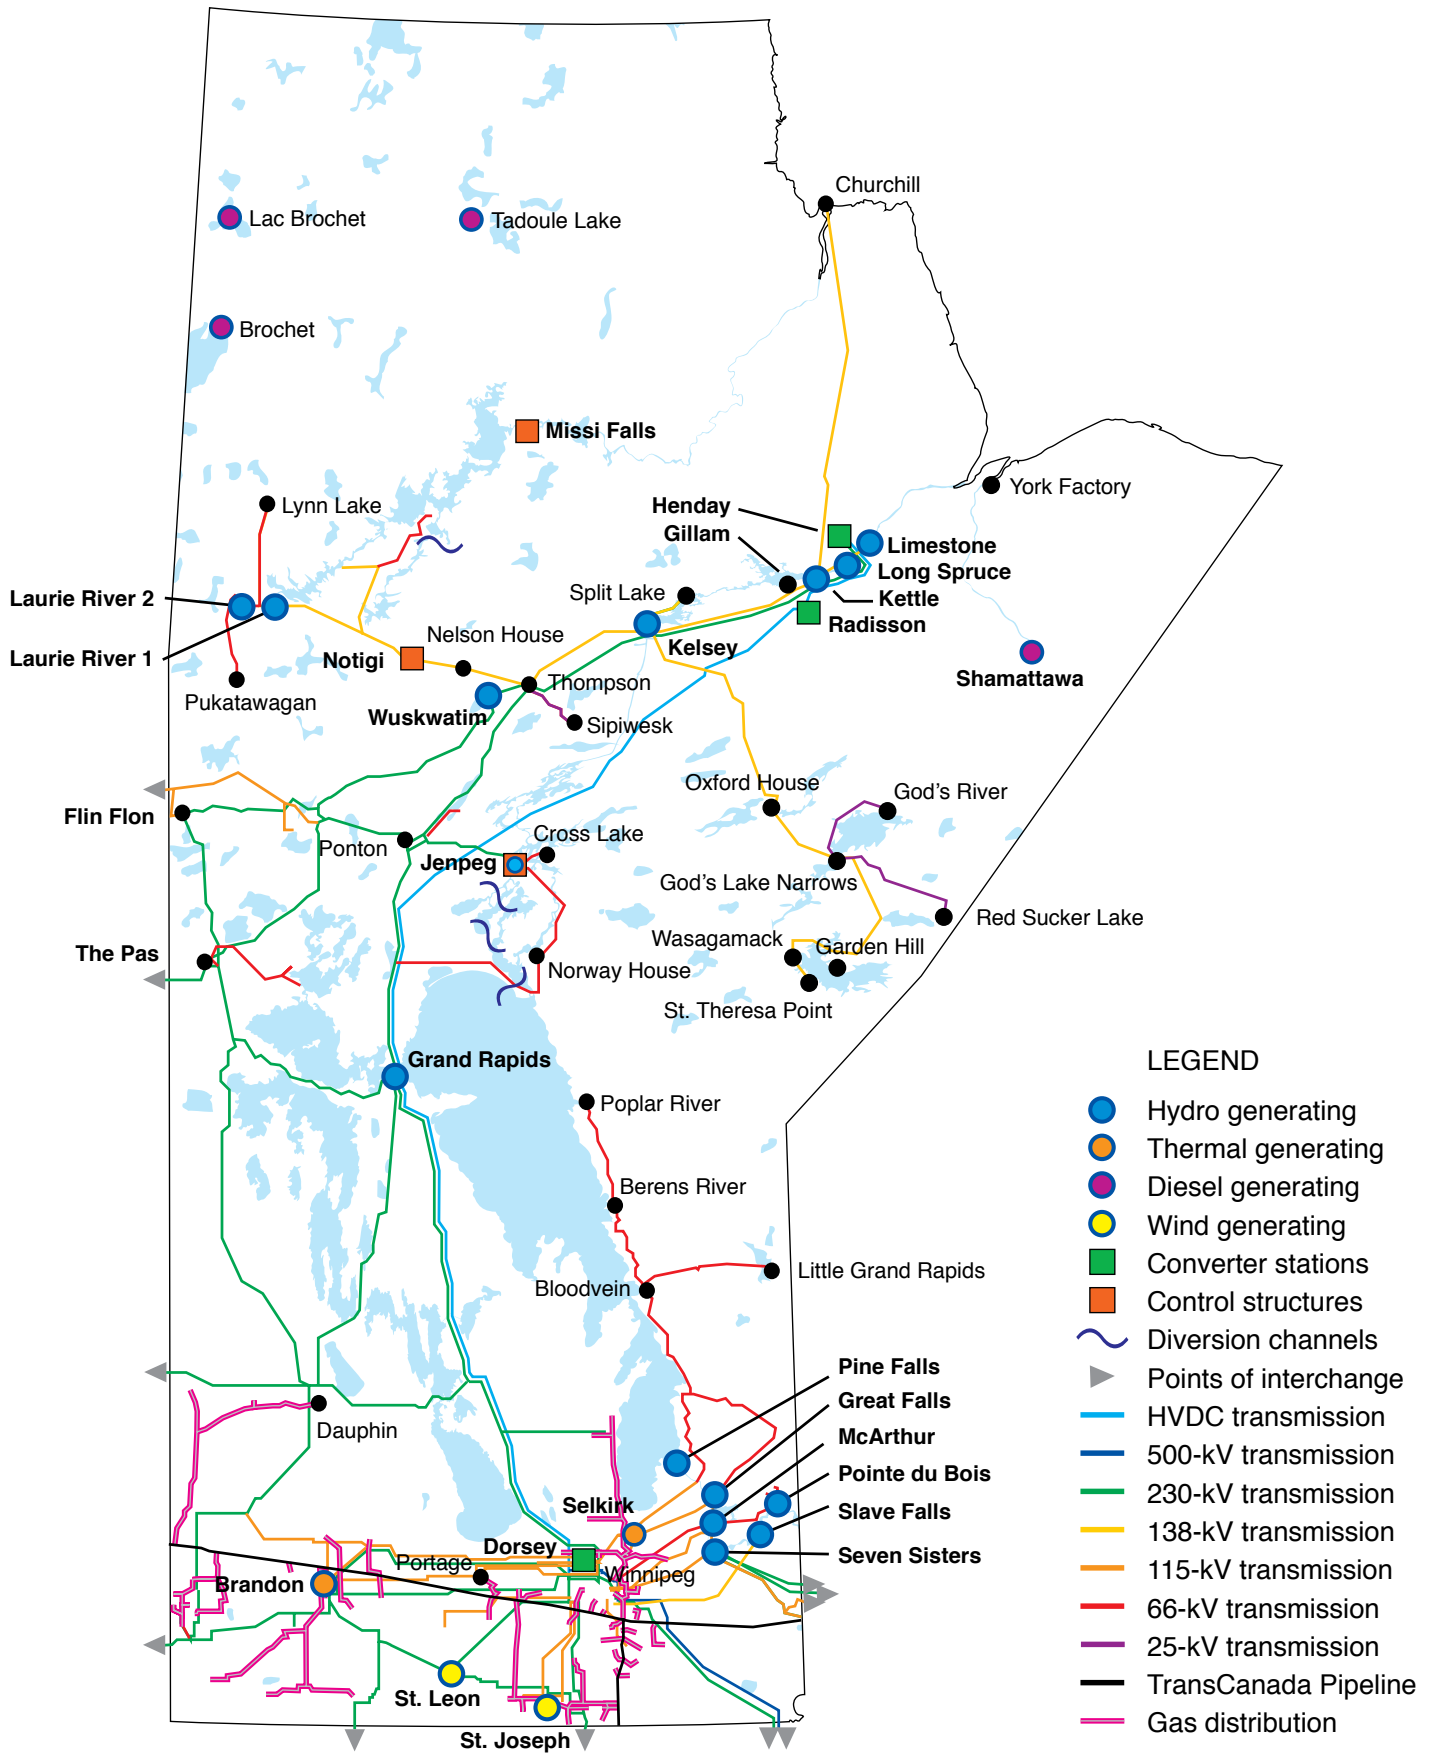 Churchill
Lac Brochet
Tadoule Lake
Brochet
Missi Falls
York Factory
Lynn Lake
Henday
Gillam
Limestone
Long Spruce
Kettle
Radisson
Split Lake
Laurie River 2
Laurie River 1
Nelson House
Notigi
Kelsey
Shamattawa
Thompson
Pukatawagan
Wuskwatim
Sipiwesk
Oxford House
God's River
Flin Flon
Ponton
Cross Lake
Jenpeg
God's Lake Narrows
Red Sucker Lake
Wasagamack
Garden Hill
The Pas
Norway House
St. Theresa Point
Grand Rapids
Poplar River
Berens River
Little Grand Rapids
Bloodvein
Pine Falls
Great Falls
McArthur
Pointe du Bois
Slave Falls
Seven Sisters
Dauphin
Selkirk
Dorsey
Portage
Winnipeg
Brandon
St. Leon
St. Joseph
LEGEND
Hydro generating
Thermal generating
Diesel generating
Wind generating
Converter stations
Control structures
Diversion channels
Points of interchange
HVDC transmission
500-kV transmission
230-kV transmission
138-kV transmission
115-kV transmission
66-kV transmission
25-kV transmission
TransCanada Pipeline
Gas distribution